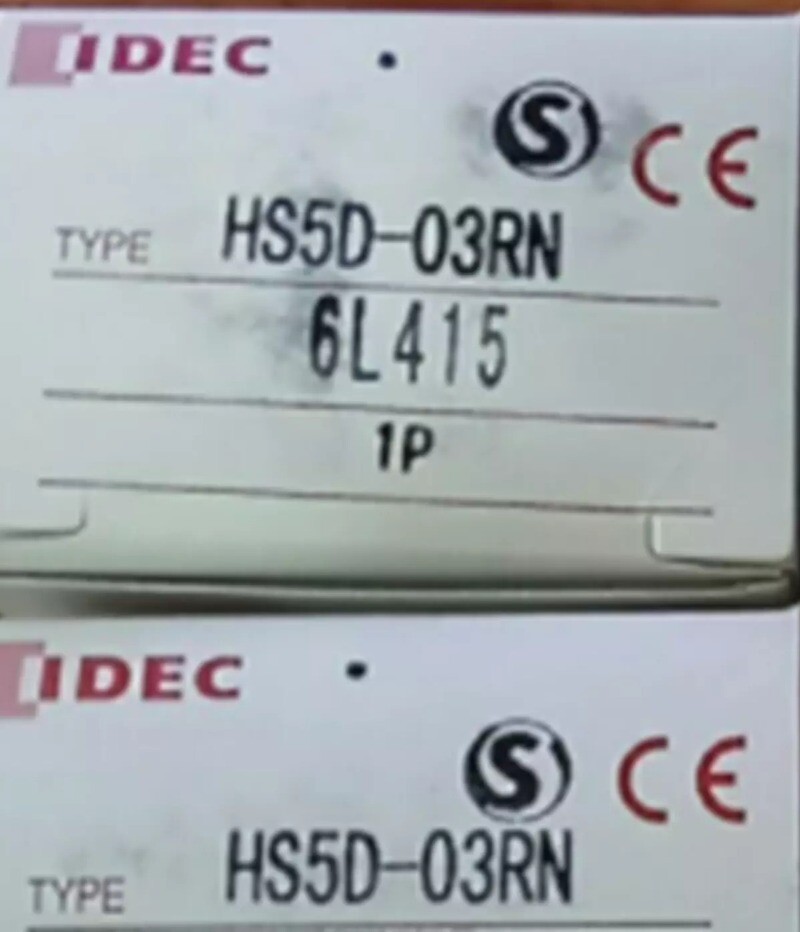 IDEC
S CE
TYPE HS5D-03RN
6L415
1P
IDEC
S CE
TYPE HS5D-03RN